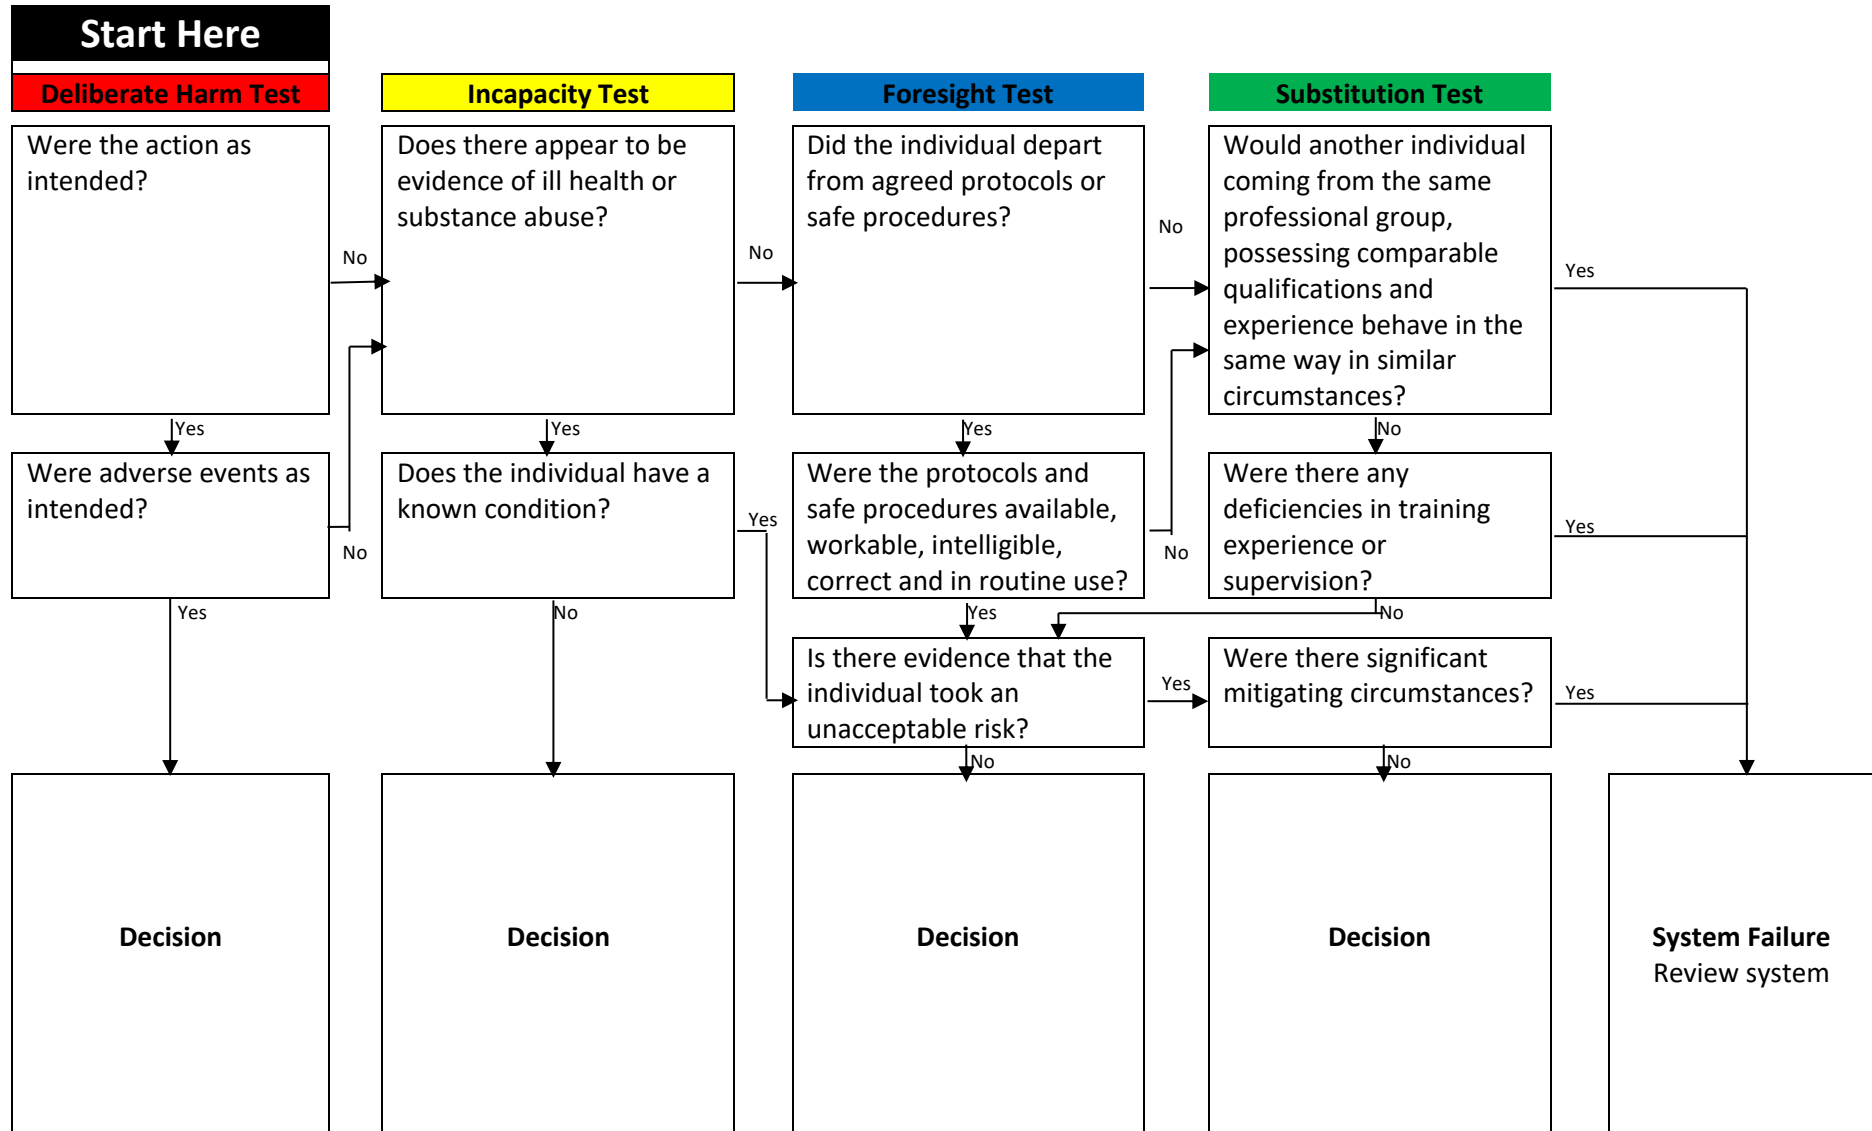 Start Here
Deliberate Harm Test
Incapacity Test
Foresight Test
Substitution Test
Were the action as
intended?
Does there appear to be
evidence of ill health or
substance abuse?
Did the individual depart
from agreed protocols or
safe procedures?
Would another individual
coming from the same
professional group,
possessing comparable
qualifications and
experience behave in the
same way in similar
circumstances?
No
No
No
Yes
Yes
Yes
Yes
No
Were adverse events as
intended?
Does the individual have a
known condition?
Were the protocols and
safe procedures available,
workable, intelligible,
correct and in routine use?
Were there any
deficiencies in training
experience or
supervision?
No
Yes
No
Yes
Yes
No
Yes
No
Is there evidence that the
individual took an
unacceptable risk?
Were there significant
mitigating circumstances?
Yes
Yes
No
No
Decision
Decision
Decision
Decision
System Failure
Review system